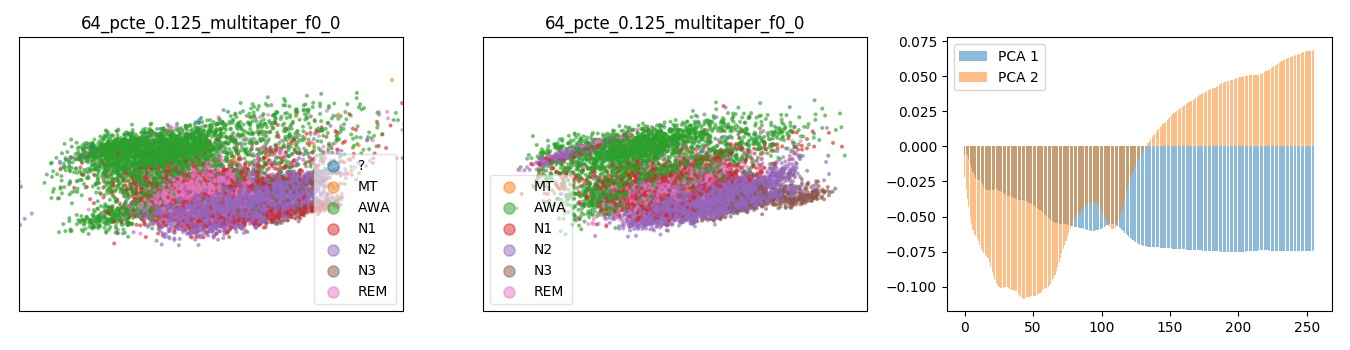 64_pcte_0.125_multitaper_f0_0
?
MT
AWA
N1
N2
N3
REM
64_pcte_0.125_multitaper_f0_0
MT
AWA
N1
N2
N3
REM
PCA 1
PCA 2
0.075
0.050
0.025
0.000
−0.025
−0.050
−0.075
−0.100
0 50 100 150 200 250